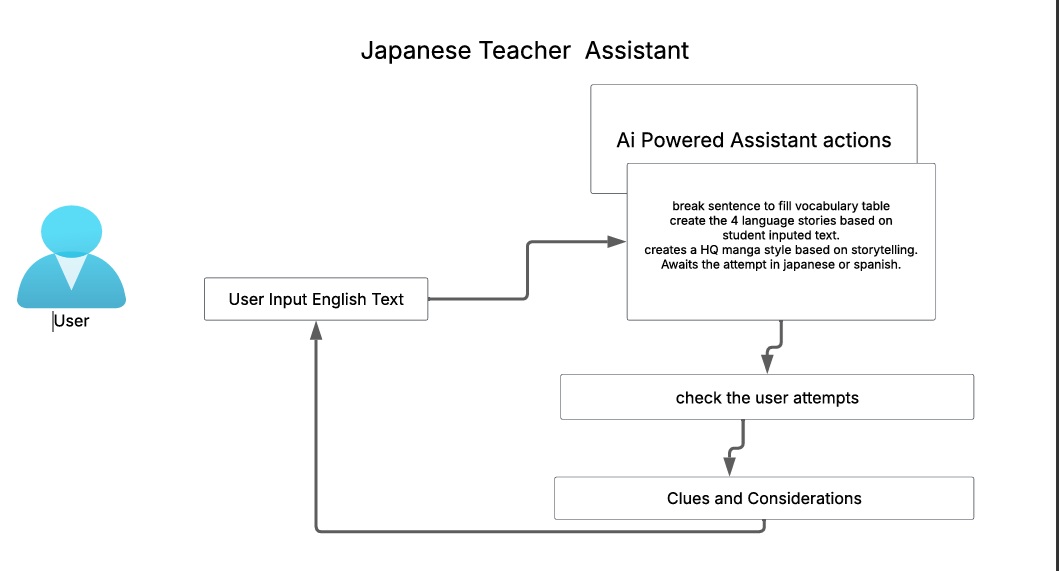 Japanese Teacher  Assistant
Ai Powered Assistant actions
break sentence to fill vocabulary table
create the 4 language stories based on
student inputed text.
creates a HQ manga style based on storytelling.
Awaits the attempt in japanese or spanish.
User Input English Text
User
check the user attempts
Clues and Considerations